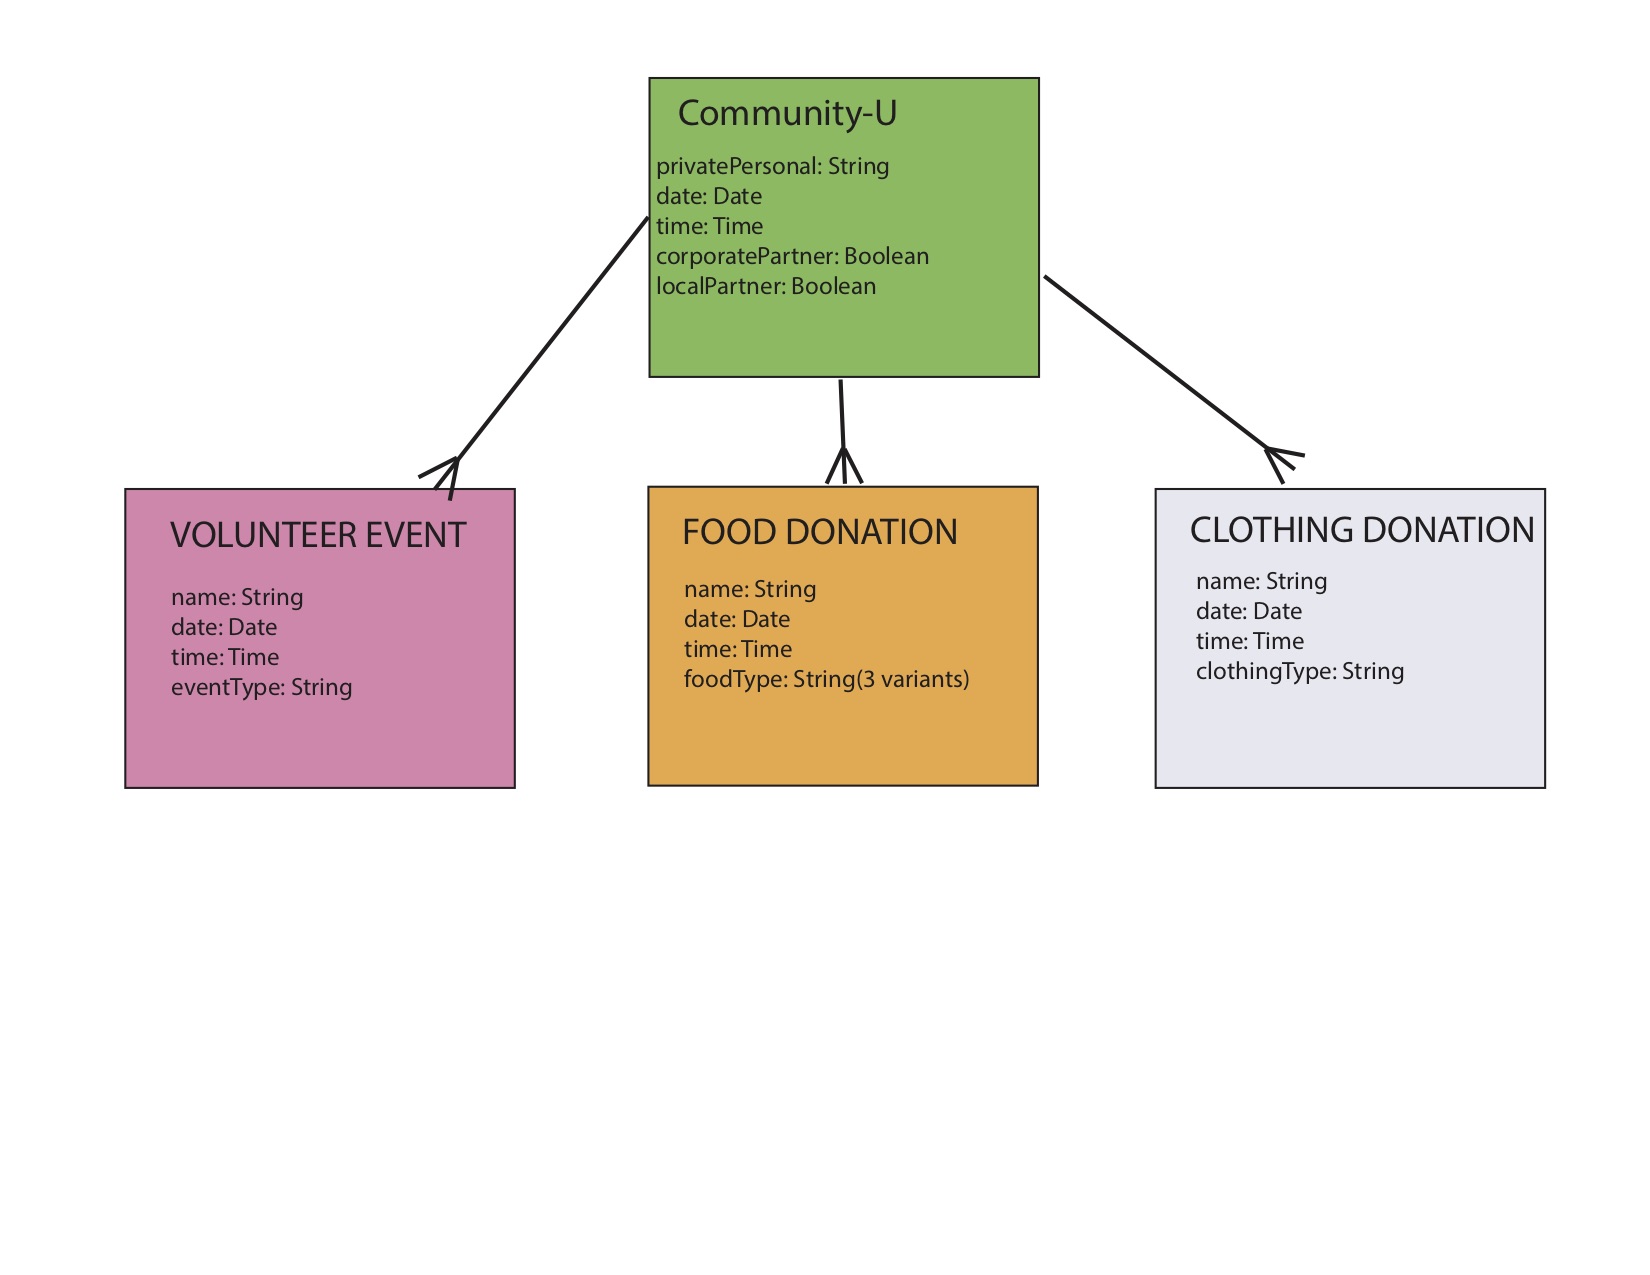 Community-U
privatePersonal: String
date: Date
time: Time
corporatePartner: Boolean
localPartner: Boolean
VOLUNTEER EVENT
name: String
date: Date
time: Time
eventType: String
FOOD DONATION
name: String
date: Date
time: Time
foodType: String(3 variants)
CLOTHING DONATION
name: String
date: Date
time: Time
clothingType: String